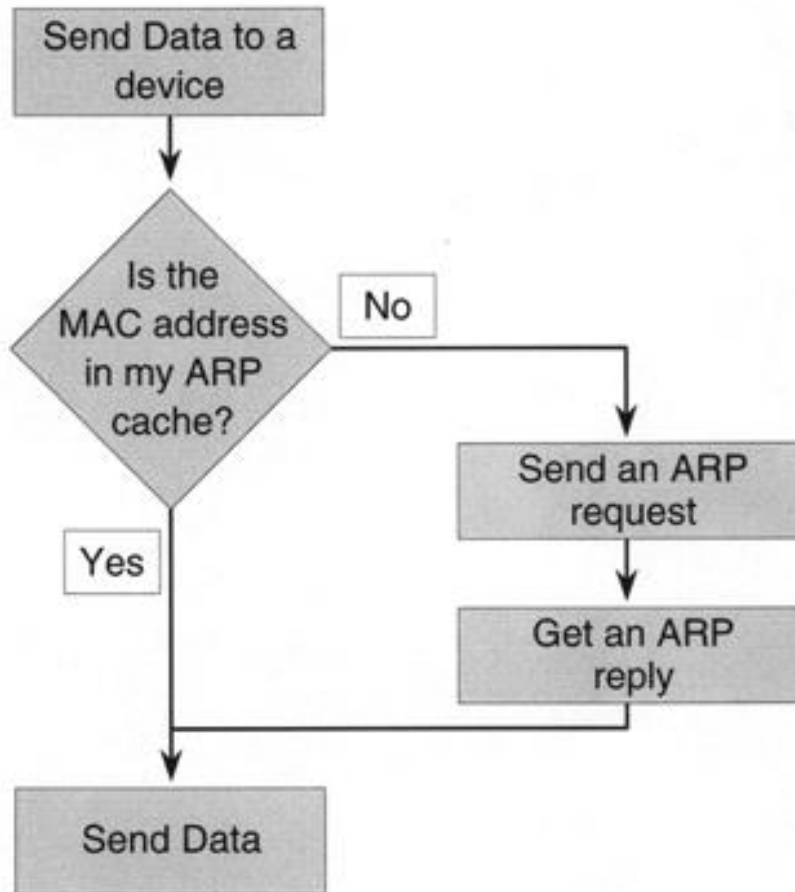 Send Data to a
device
Is the
MAC address
in my ARP
cache?
No
Send an ARP
request
Yes
Get an ARP
reply
Send Data